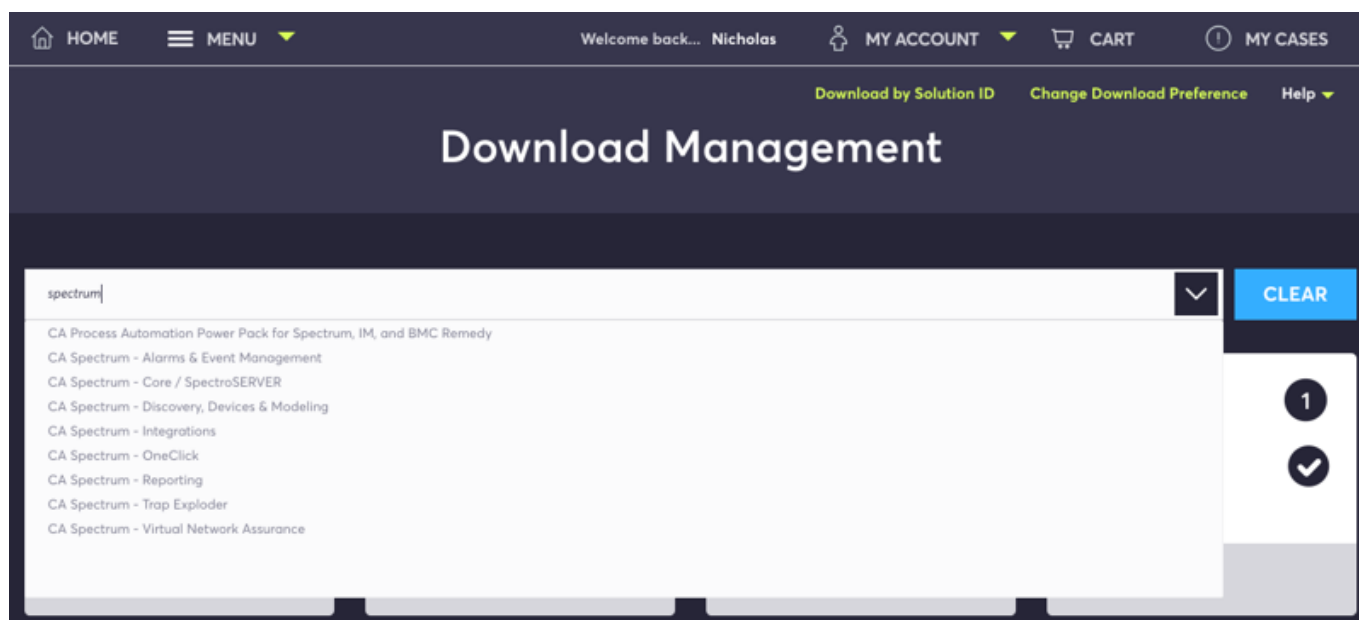 HOME MENU Welcome back... Nicholas MY ACCOUNT CART MY CASES
Download by Solution ID Change Download Preference Help
Download Management
spectrum CLEAR
CA Process Automation Power Pack for Spectrum, IM, and BMC Remedy
CA Spectrum - Alarms & Event Management
CA Spectrum - Core / SpectroSERVER
CA Spectrum - Discovery, Devices & Modeling
CA Spectrum - Integrations
CA Spectrum - OneClick
CA Spectrum - Reporting
CA Spectrum - Trap Exploder
CA Spectrum - Virtual Network Assurance
1